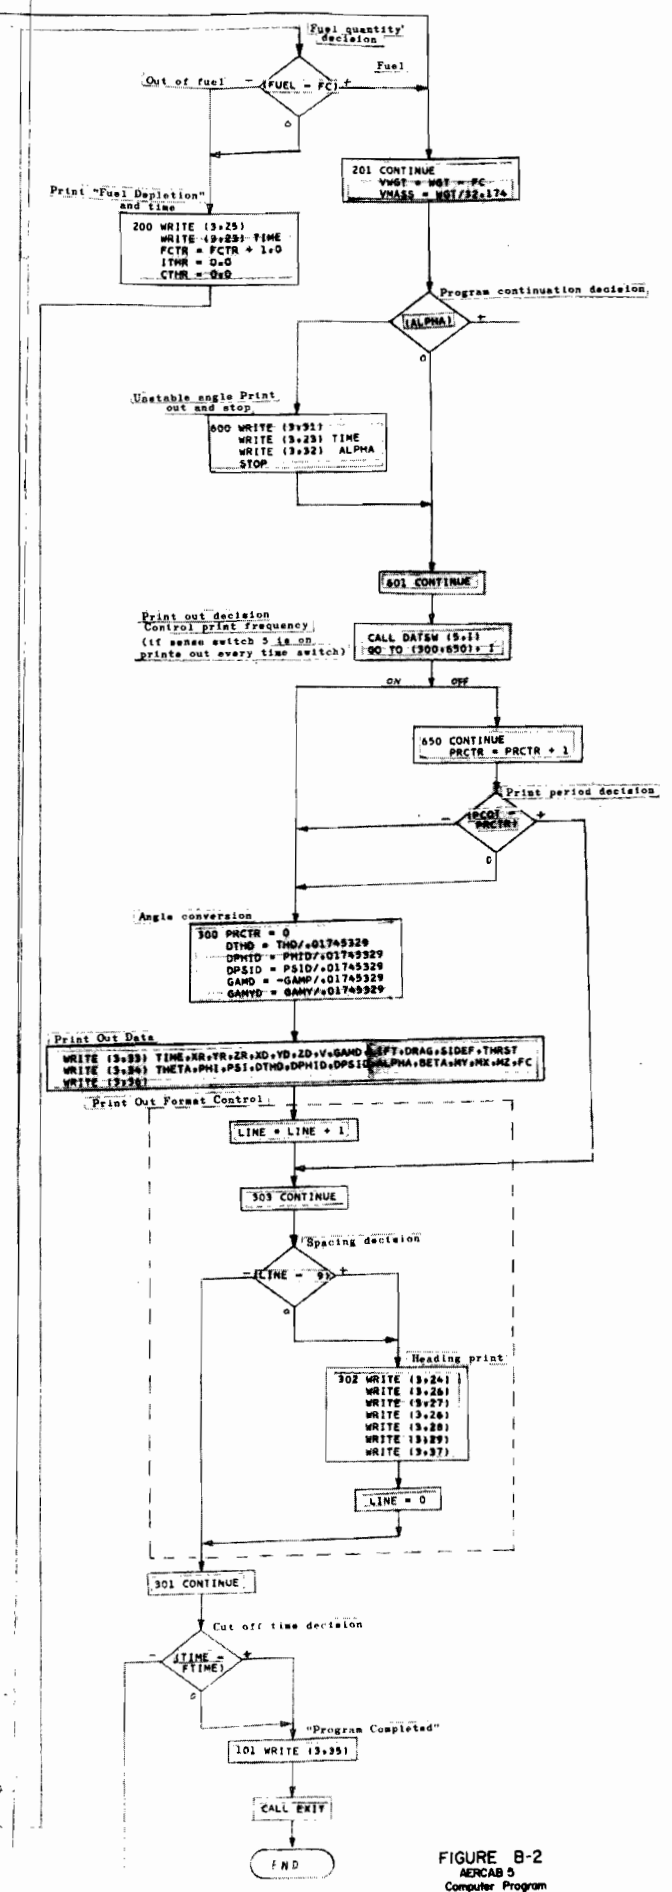 Fuel quantity
decision
Out of fuel
-
(FUEL - FC)
+
Fuel
0
201 CONTINUE
VWGT = WGT - FC
VMASS = WGT/32.174
Print "Fuel Depletion"
and time
200 WRITE (3,25)
WRITE (3,23) TIME
FCTR = FCTR + 1.0
ITHR = 0.0
CTHR = 0.0
Program continuation decision
(ALPHA)
+
0
Unstable angle Print
out and stop
600 WRITE (3,31)
WRITE (3,23) TIME
WRITE (3,32) ALPHA
STOP
601 CONTINUE
Print out decision
Control print frequency
(if sense switch 5 is on
prints out every time switch)
CALL DATSW (5,I)
GO TO (300,650), I
ON OFF
650 CONTINUE
PRCTR = PRCTR + 1
Print period decision
-
(PCOT -
PRCTR)
+
0
Angle conversion
300 PRCTR = 0
DTHD = THD/.01745329
DPHID = PHID/.01745329
DPSID = PSID/.01745329
GAMD = -GAMP/.01745329
GAMYD = GAMY/.01745329
Print Out Data
WRITE (3,33) TIME,XR,YR,ZR,XD,YD,ZD,V,GAMD,LIFT,DRAG,SIDEF,THRST
WRITE (3,34) THETA,PHI,PSI,DTHD,DPHID,DPSID,ALPHA,BETA,MY,MX,MZ,FC
WRITE (3,36)
Print Out Format Control
LINE = LINE + 1
303 CONTINUE
Spacing decision
-
(LINE - 9)
+
0
Heading print
302 WRITE (3,24)
WRITE (3,26)
WRITE (3,27)
WRITE (3,26)
WRITE (3,28)
WRITE (3,29)
WRITE (3,37)
LINE = 0
301 CONTINUE
Cut off time decision
-
(TIME -
FTIME)
+
0
"Program Completed"
101 WRITE (3,35)
CALL EXIT
END
FIGURE B-2
AERCAB 5
Computer Program